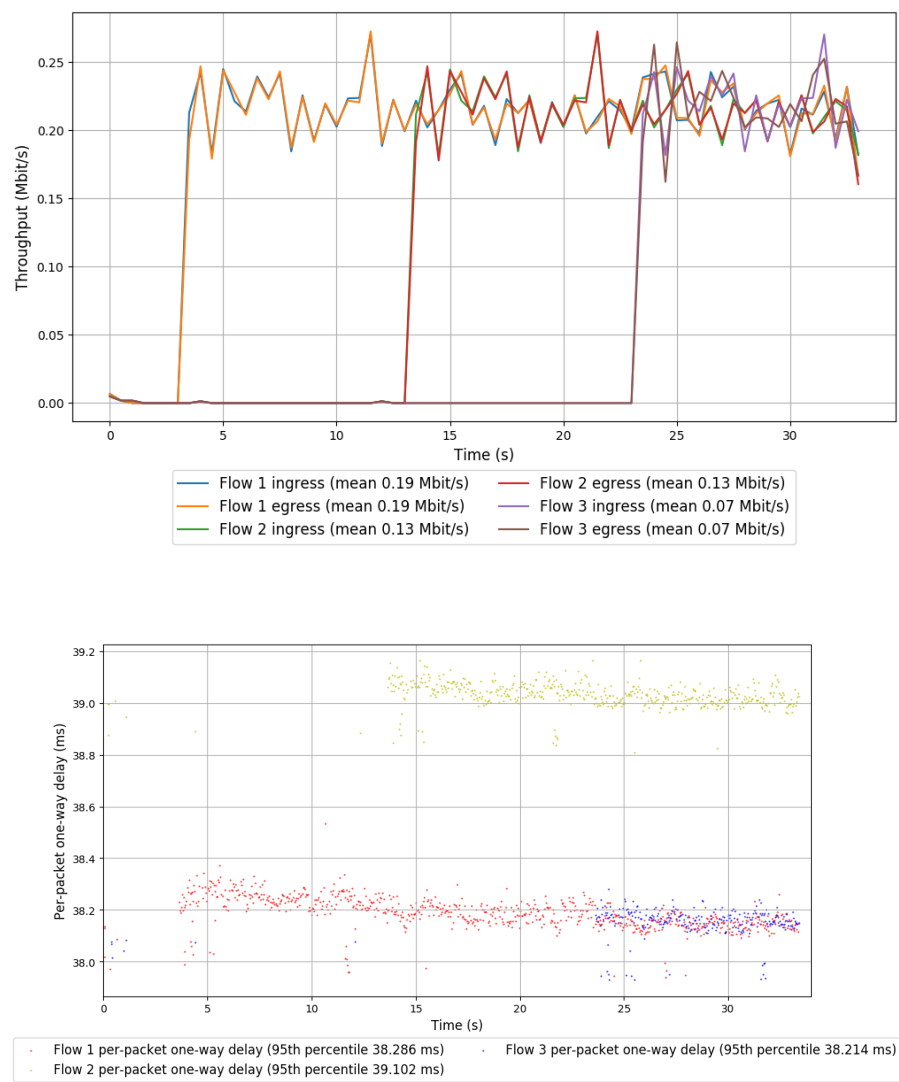 0.25
0.20
0.15
0.10
0.05
0.00
Throughput (Mbit/s)
0 5 10 15 20 25 30
Time (s)
Flow 1 ingress (mean 0.19 Mbit/s)
Flow 1 egress (mean 0.19 Mbit/s)
Flow 2 ingress (mean 0.13 Mbit/s)
Flow 2 egress (mean 0.13 Mbit/s)
Flow 3 ingress (mean 0.07 Mbit/s)
Flow 3 egress (mean 0.07 Mbit/s)
39.2
39.0
38.8
38.6
38.4
38.2
38.0
Per-packet one-way delay (ms)
0 5 10 15 20 25 30
Time (s)
Flow 1 per-packet one-way delay (95th percentile 38.286 ms)
Flow 2 per-packet one-way delay (95th percentile 39.102 ms)
Flow 3 per-packet one-way delay (95th percentile 38.214 ms)